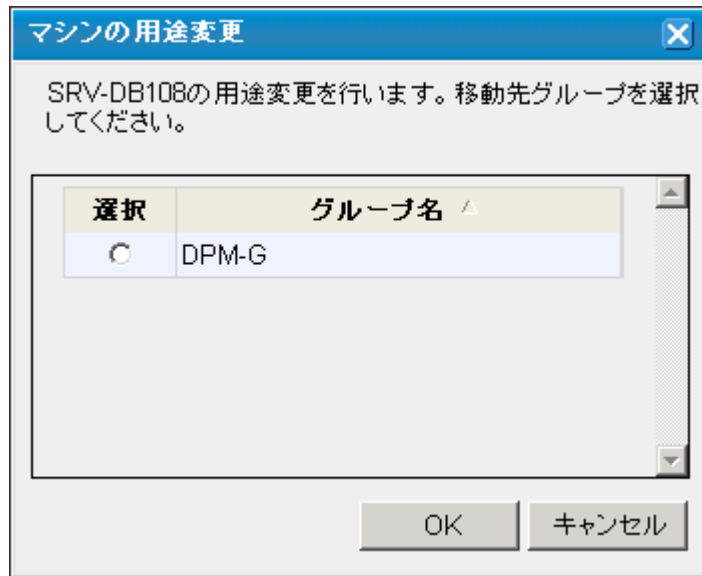 マシンの用途変更
SRV-DB108の用途変更を行います。移動先グループを選択
してください。
選択 グループ名
DPM-G
OK キャンセル